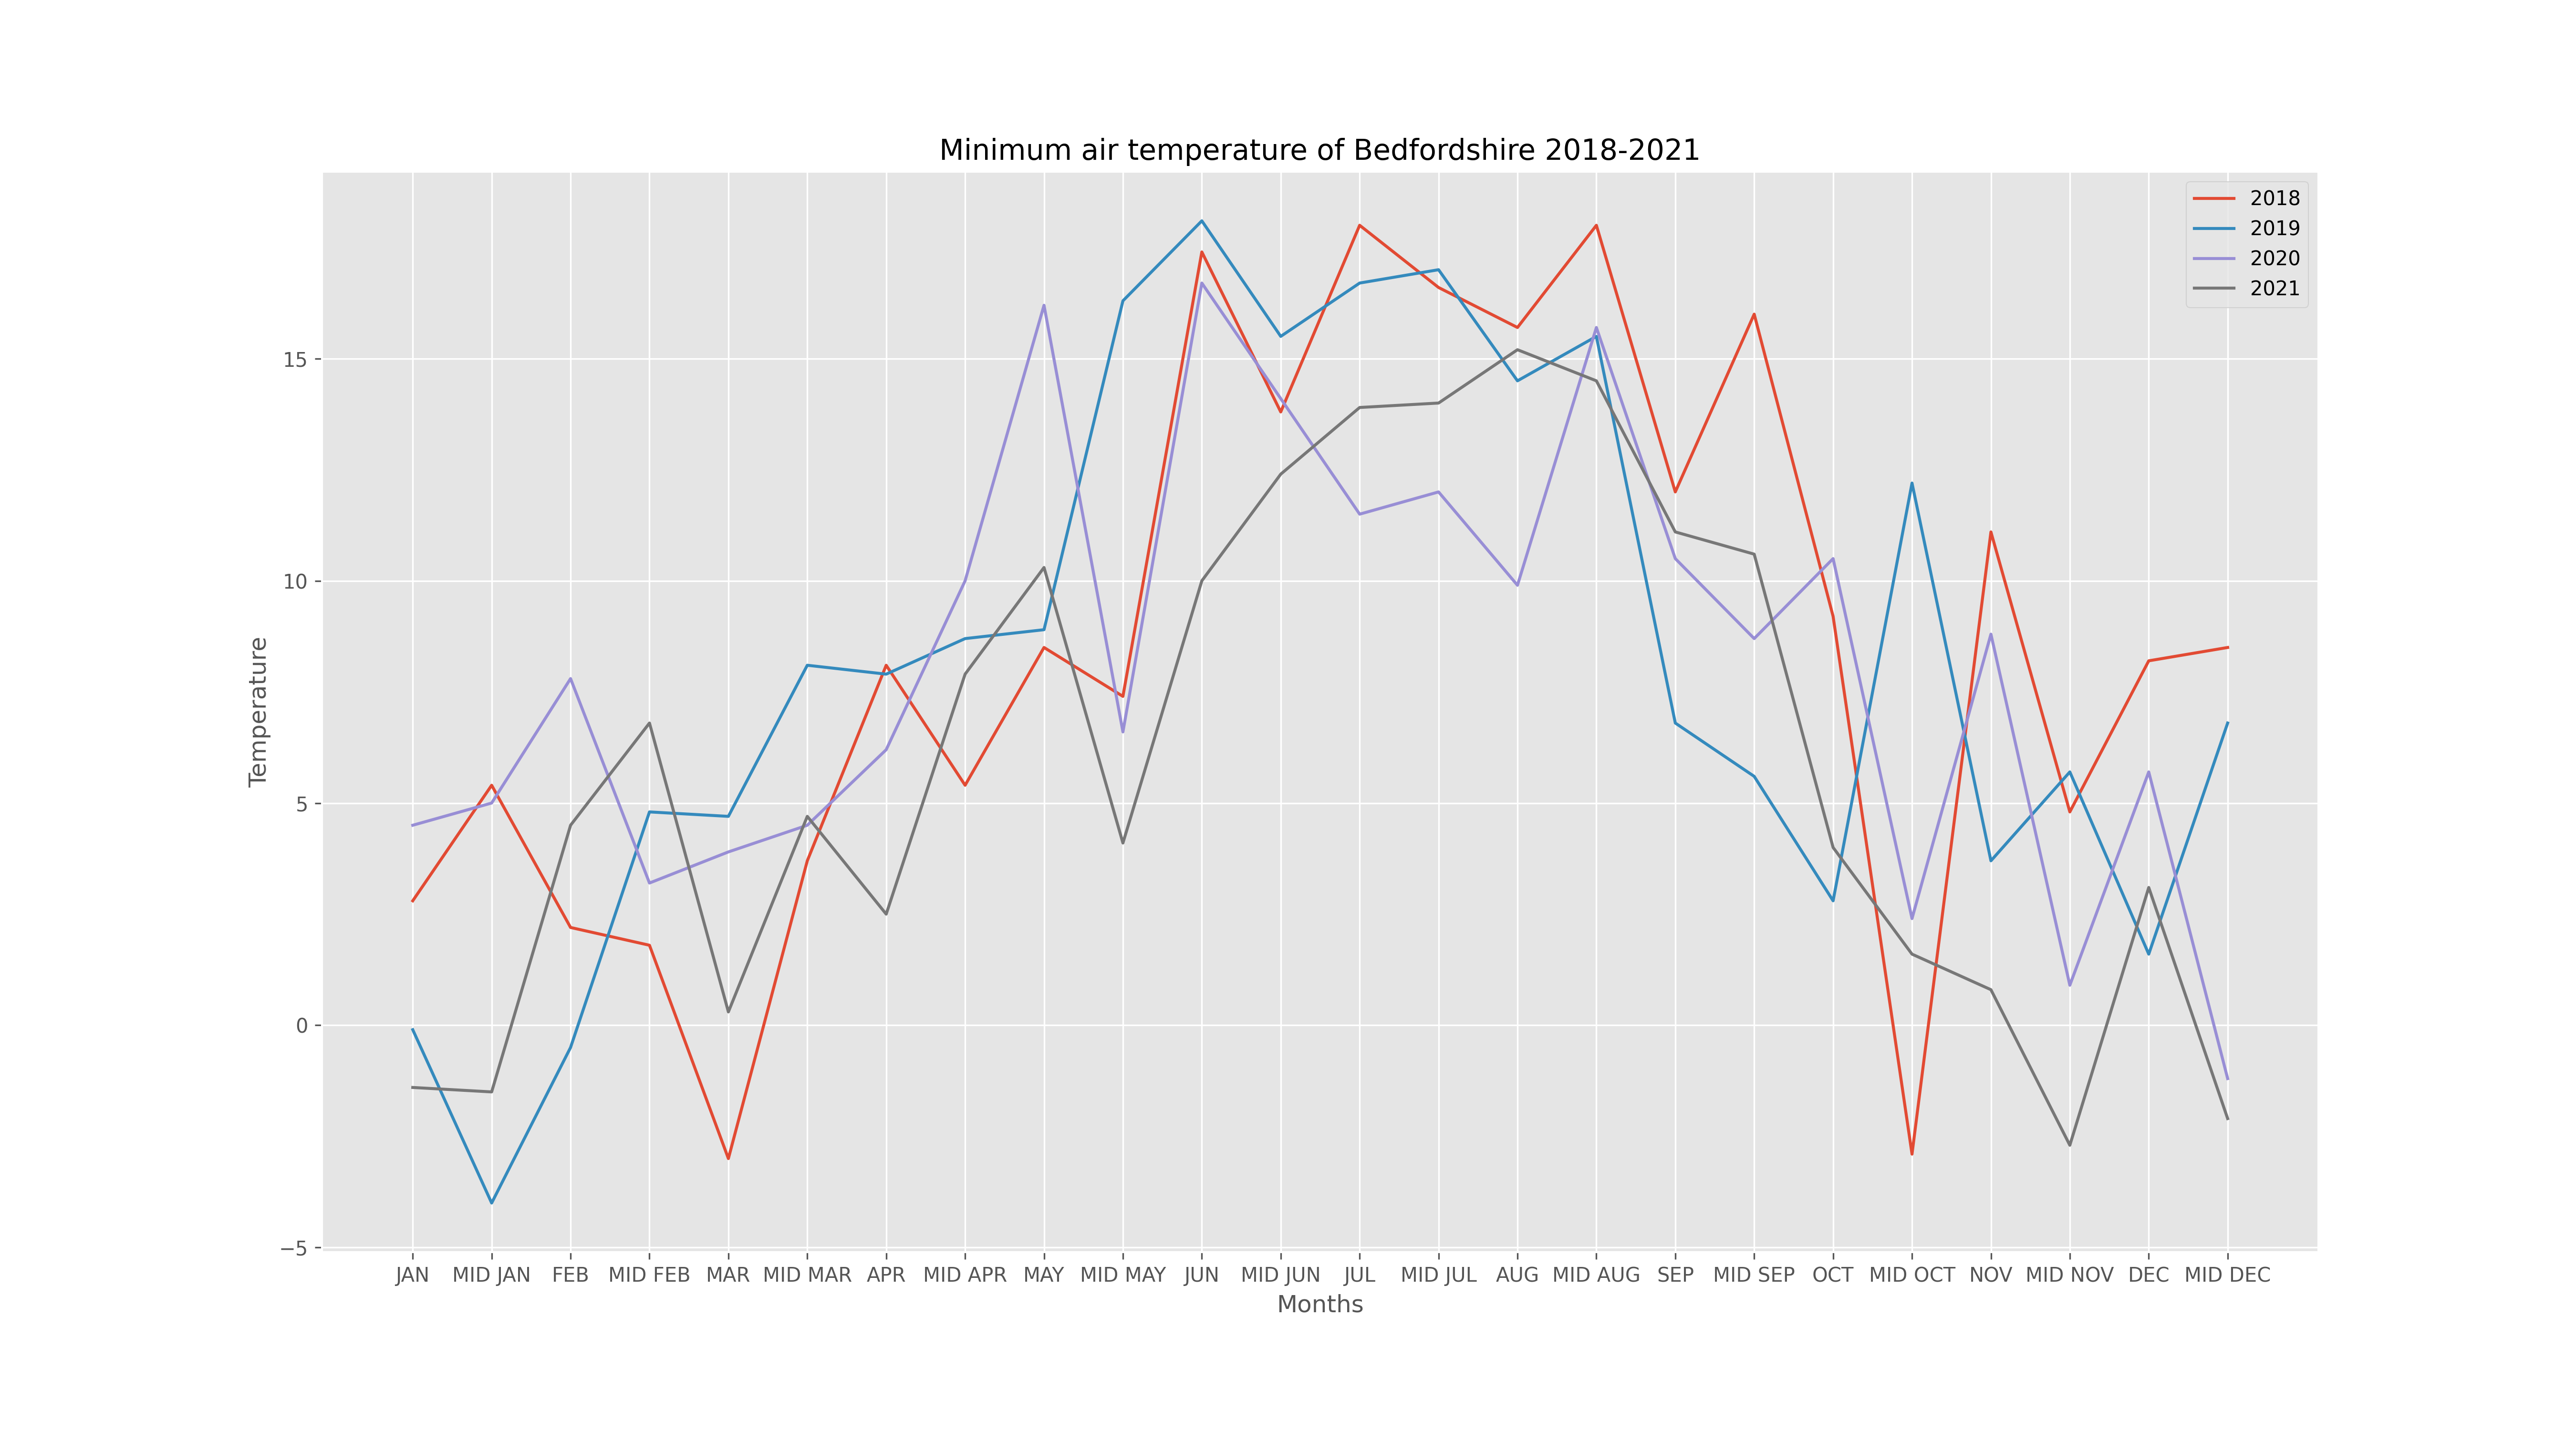 Minimum air temperature of Bedfordshire 2018-2021
2018
2019
2020
2021
Temperature
15
10
5
0
−5
JAN MID JAN FEB MID FEB MAR MID MAR APR MID APR MAY MID MAY JUN MID JUN JUL MID JUL AUG MID AUG SEP MID SEP OCT MID OCT NOV MID NOV DEC MID DEC
Months